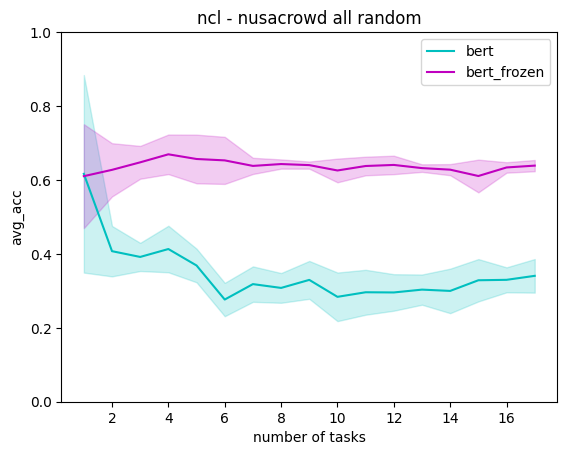 ncl - nusacrowd all random
bert
bert_frozen
avg_acc
1.0
0.8
0.6
0.4
0.2
0.0
2 4 6 8 10 12 14 16
number of tasks